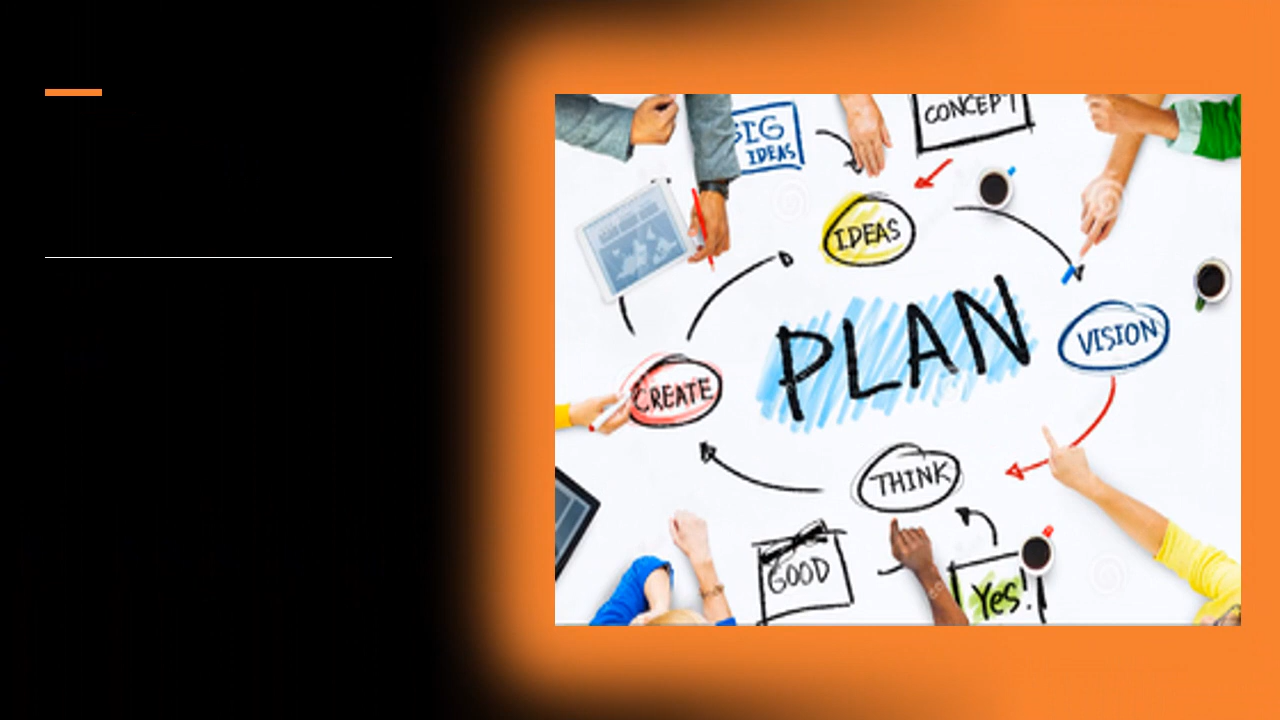 BIG
IDEAS
CONCEPT
IDEAS
PLAN
VISION
CREATE
THINK
GOOD
Yes!